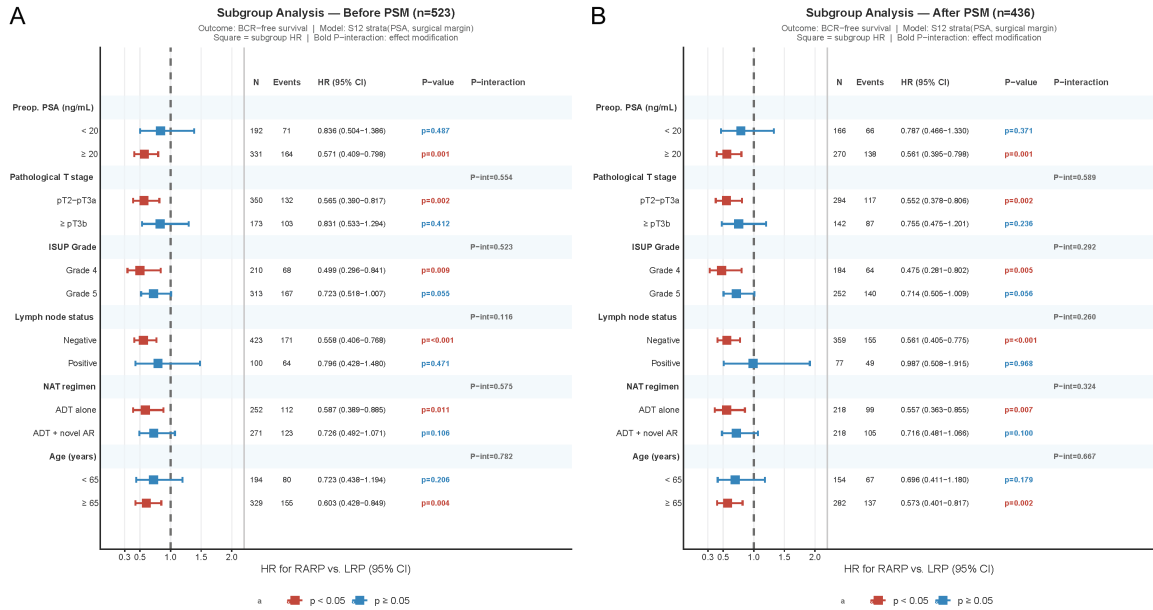 A
Subgroup Analysis — Before PSM (n=523)
Outcome: BCR-free survival | Model: S12 strata(PSA, surgical margin)
Square = subgroup HR | Bold P-interaction: effect modification
N Events HR (95% CI) P-value P-interaction
Preop. PSA (ng/mL)
< 20 192 71 0.836 (0.504-1.386) p=0.487
≥ 20 331 164 0.571 (0.409-0.798) p=0.001
Pathological T stage P-int=0.554
pT2-pT3a 350 132 0.565 (0.390-0.817) p=0.002
≥ pT3b 173 103 0.831 (0.533-1.294) p=0.412
ISUP Grade P-int=0.523
Grade 4 210 68 0.499 (0.296-0.841) p=0.009
Grade 5 313 167 0.723 (0.518-1.007) p=0.055
Lymph node status P-int=0.116
Negative 423 171 0.558 (0.406-0.768) p=<0.001
Positive 100 64 0.796 (0.428-1.480) p=0.471
NAT regimen P-int=0.575
ADT alone 252 112 0.587 (0.389-0.885) p=0.011
ADT + novel AR 271 123 0.726 (0.492-1.071) p=0.106
Age (years) P-int=0.782
< 65 194 80 0.723 (0.438-1.194) p=0.206
≥ 65 329 155 0.603 (0.428-0.849) p=0.004
0.3 0.5 1.0 1.5 2.0
HR for RARP vs. LRP (95% CI)
a p < 0.05 p ≥ 0.05
B
Subgroup Analysis — After PSM (n=436)
Outcome: BCR-free survival | Model: S12 strata(PSA, surgical margin)
Square = subgroup HR | Bold P-interaction: effect modification
N Events HR (95% CI) P-value P-interaction
Preop. PSA (ng/mL)
< 20 166 66 0.787 (0.466-1.330) p=0.371
≥ 20 270 138 0.561 (0.395-0.798) p=0.001
Pathological T stage P-int=0.589
pT2-pT3a 294 117 0.552 (0.378-0.806) p=0.002
≥ pT3b 142 87 0.755 (0.475-1.201) p=0.236
ISUP Grade P-int=0.292
Grade 4 184 64 0.475 (0.281-0.802) p=0.005
Grade 5 252 140 0.714 (0.505-1.009) p=0.056
Lymph node status P-int=0.260
Negative 359 155 0.561 (0.405-0.775) p=<0.001
Positive 77 49 0.987 (0.508-1.915) p=0.968
NAT regimen P-int=0.324
ADT alone 218 99 0.557 (0.363-0.855) p=0.007
ADT + novel AR 218 105 0.716 (0.481-1.066) p=0.100
Age (years) P-int=0.667
< 65 154 67 0.696 (0.411-1.180) p=0.179
≥ 65 282 137 0.573 (0.401-0.817) p=0.002
0.3 0.5 1.0 1.5 2.0
HR for RARP vs. LRP (95% CI)
a p < 0.05 p ≥ 0.05